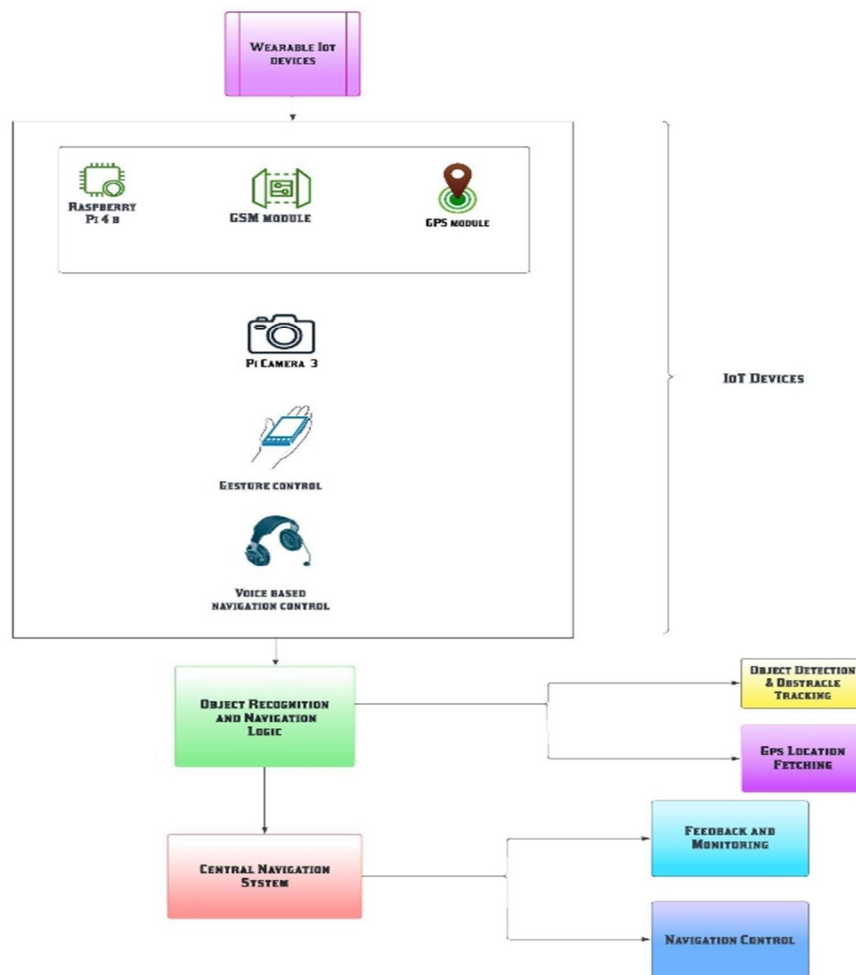 Wearable Iot
devices
Raspberry
Pi 4 b
GSM module
GPS module
Pi Camera 3
IoT Devices
Gesture control
Voice based
navigation control
Object Recognition
and Navigation
Logic
Object Detection
& Obstracle
Tracking
Gps Location
Fetching
Central Navigation
System
Feedback and
Monitoring
Navigation Control